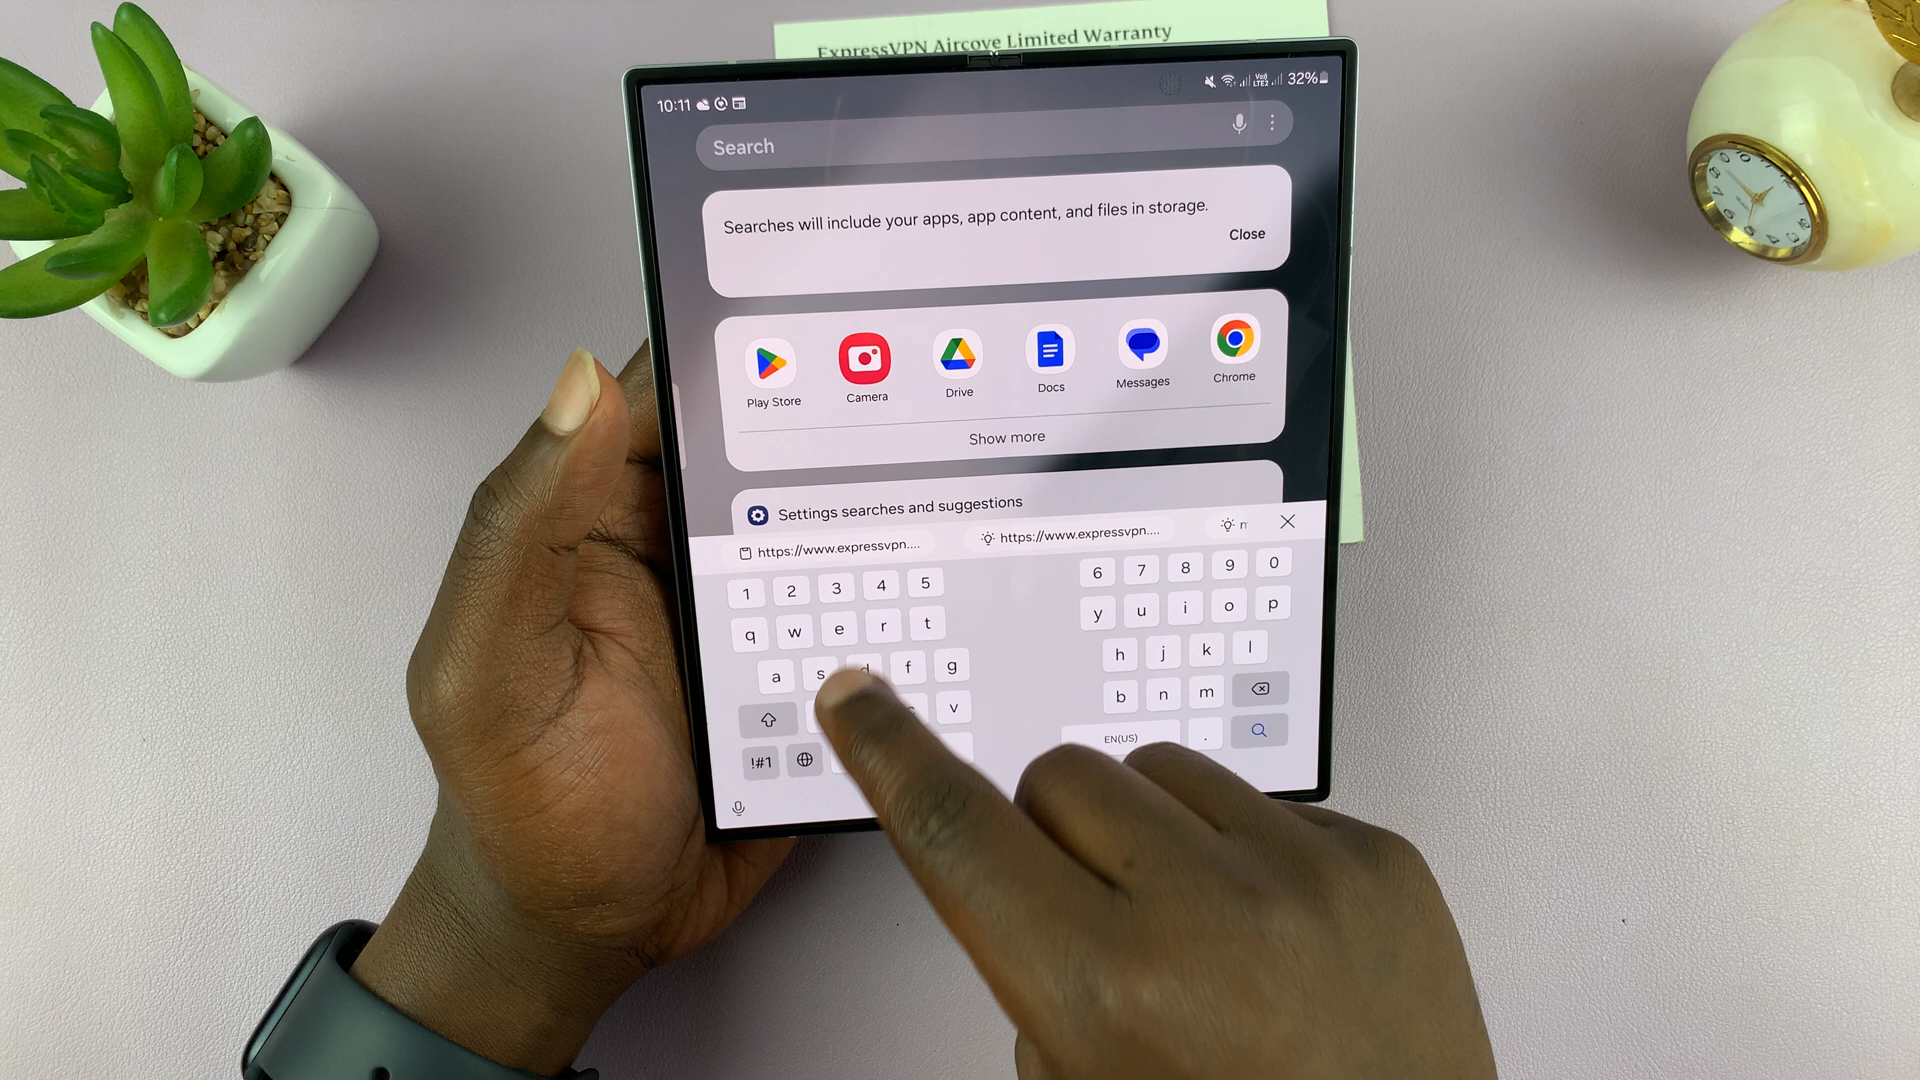 ExpressVPN Aircove Limited Warranty
10:11
32%
Search
Searches will include your apps, app content, and files in storage.
Close
Play Store
Camera
Drive
Docs
Messages
Chrome
Show more
Settings searches and suggestions
https://www.expressvpn....
https://www.expressvpn....
1 2 3 4 5 6 7 8 9 0
q w e r t y u i o p
a s d f g h j k l
v b n m
!#1 EN(US) .